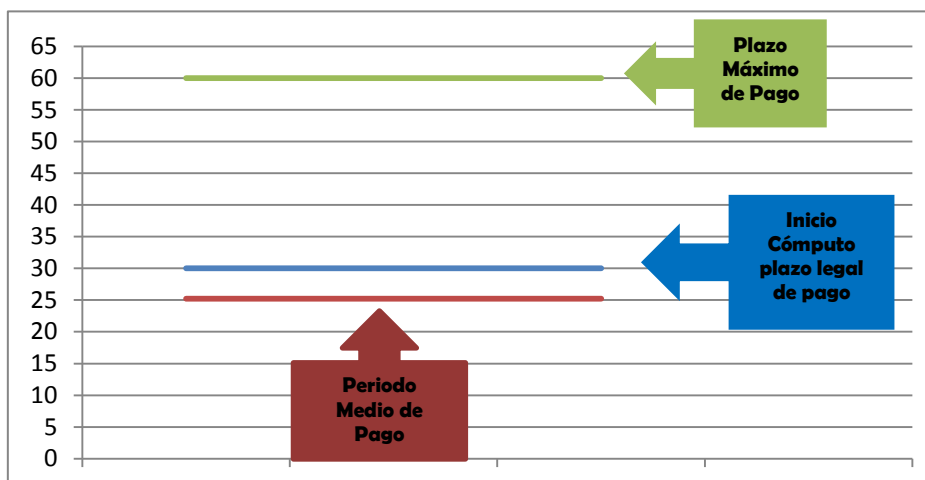 65
60
55
50
45
40
35
30
25
20
15
10
5
0
Plazo
Máximo
de Pago
Inicio
Cómputo
plazo legal
de pago
Periodo
Medio de
Pago